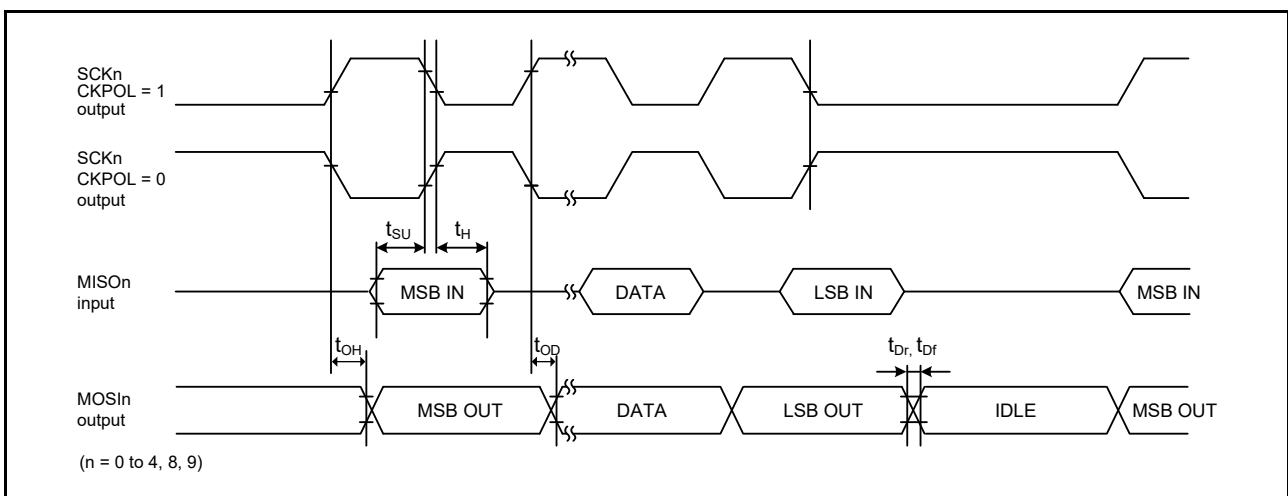 SCKn
CKPOL = 1
output
SCKn
CKPOL = 0
output
tSU
tH
MISOn
input
MSB IN
DATA
LSB IN
MSB IN
tOH
tOD
tDr, tDf
MOSIn
output
MSB OUT
DATA
LSB OUT
IDLE
MSB OUT
(n = 0 to 4, 8, 9)